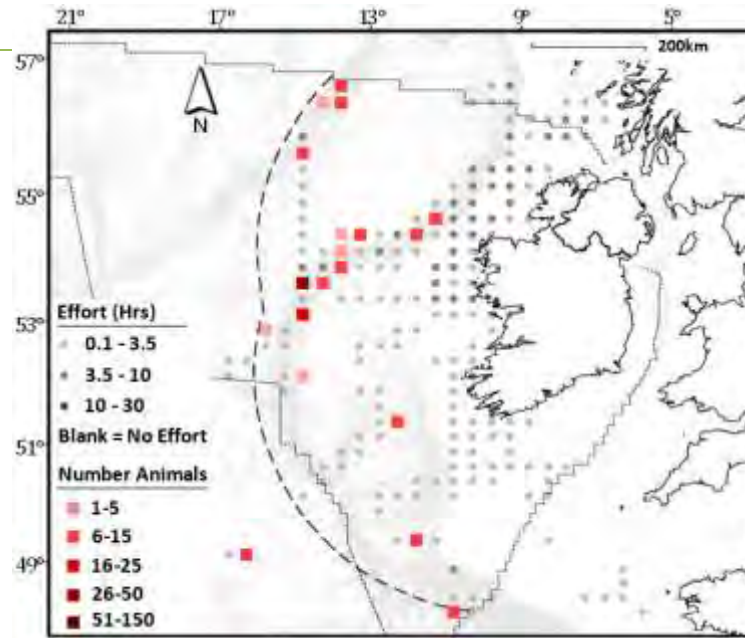 21° 17° 13° 9° 5°
57°
200km
N
55°
Effort (Hrs)
53°
0.1 - 3.5
3.5 - 10
10 - 30
Blank = No Effort
51°
Number Animals
1-5
6-15
49°
16-25
26-50
51-150